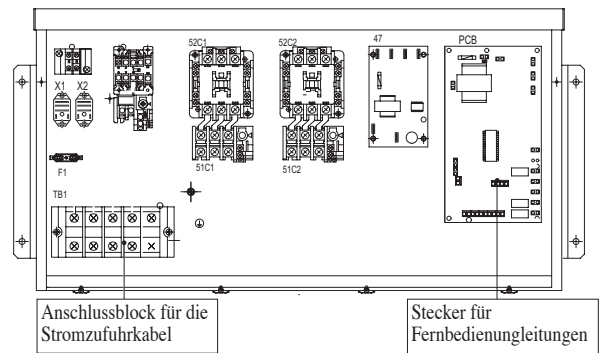 52C1
52C2
47
PCB
X1
X2
51C1
51C2
F1
TB1
Anschlussblock für die
Stromzufuhrkabel
Stecker für
Fernbedienungleitungen